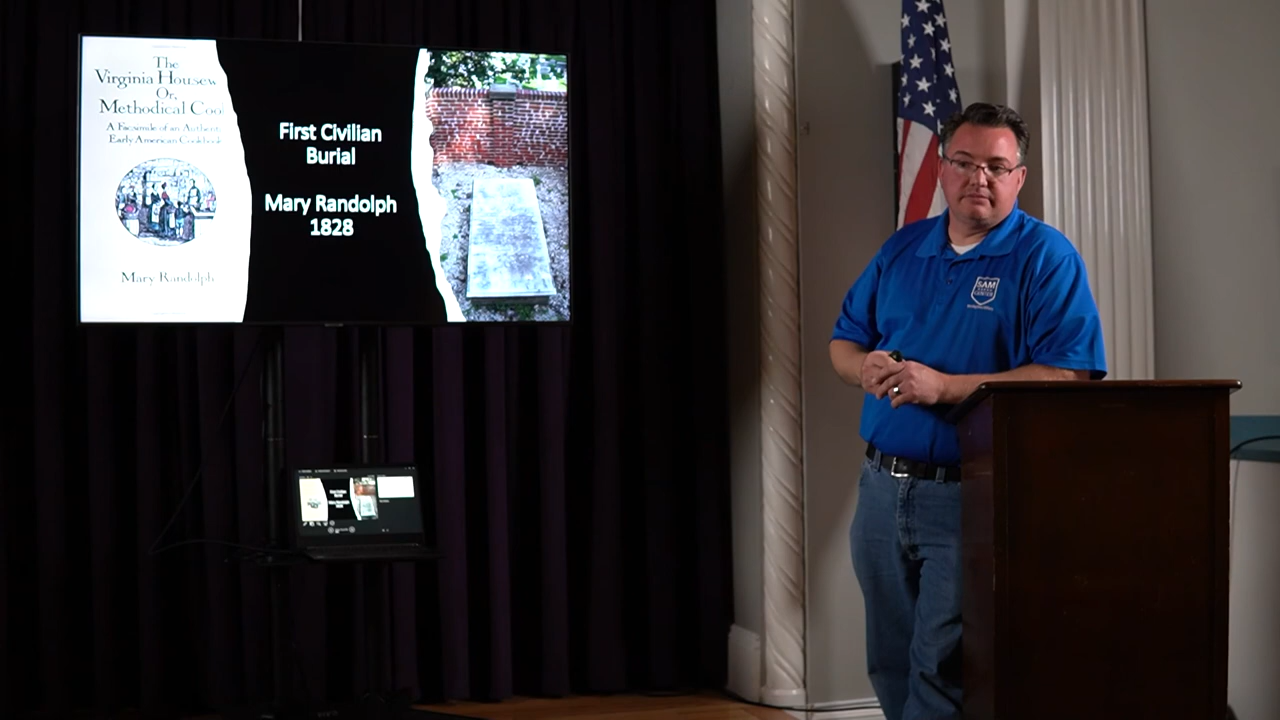 The
Virginia Housew
Or,
Methodical Coo
A Facsimile of an Authent
Early American Cookbook
Mary Randolph
First Civilian
Burial
Mary Randolph
1828
SAM
CENTER